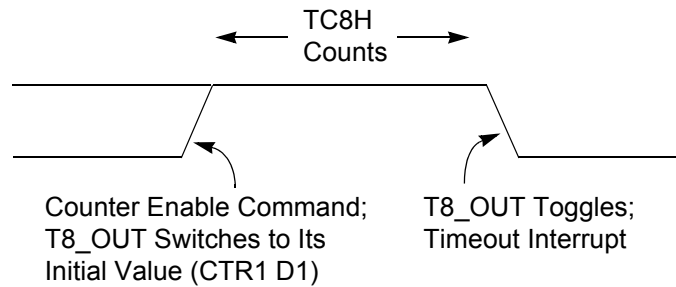 TC8H
Counts
Counter Enable Command;
T8_OUT Switches to Its
Initial Value (CTR1 D1)
T8_OUT Toggles;
Timeout Interrupt